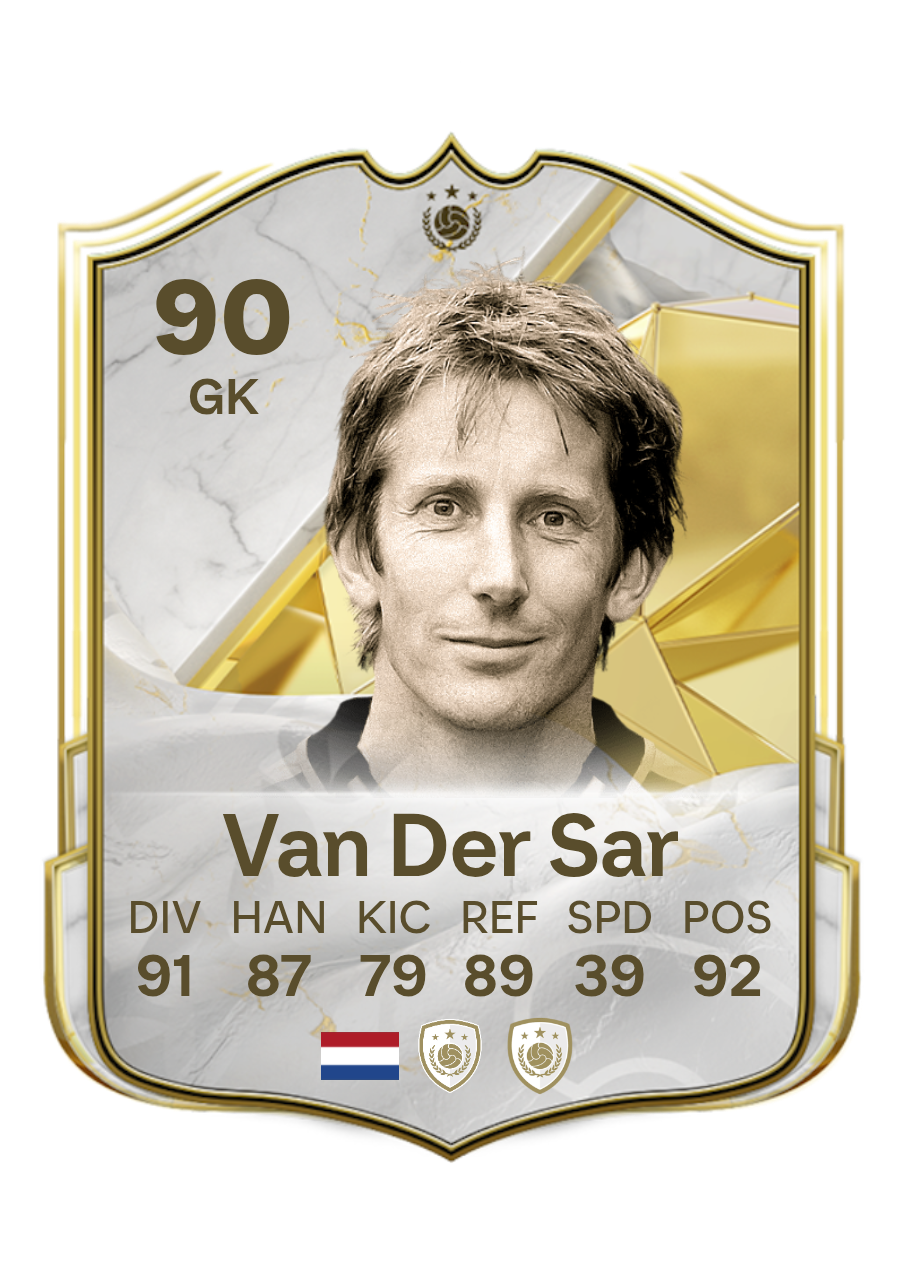 90
GK
Van Der Sar
DIV HAN KIC REF SPD POS
91 87 79 89 39 92